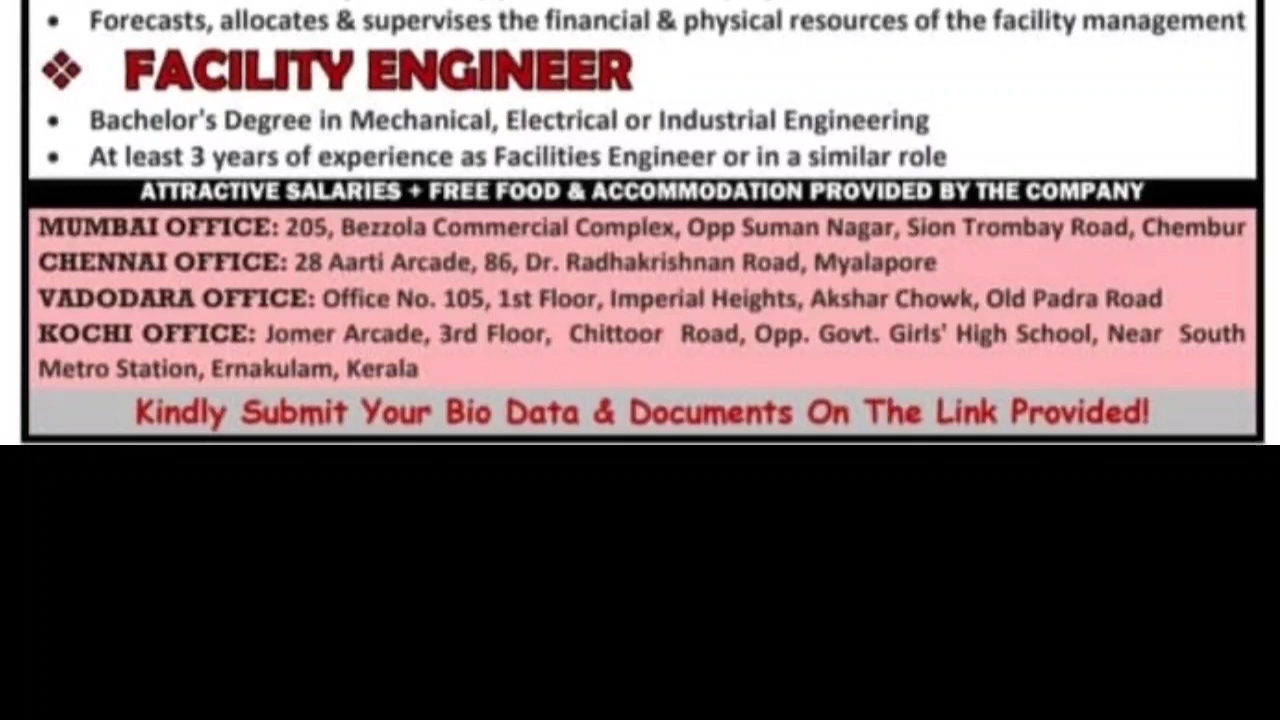 • Forecasts, allocates & supervises the financial & physical resources of the facility management
❖ FACILITY ENGINEER
• Bachelor's Degree in Mechanical, Electrical or Industrial Engineering
• At least 3 years of experience as Facilities Engineer or in a similar role
ATTRACTIVE SALARIES + FREE FOOD & ACCOMMODATION PROVIDED BY THE COMPANY
MUMBAI OFFICE: 205, Bezzola Commercial Complex, Opp Suman Nagar, Sion Trombay Road, Chembur
CHENNAI OFFICE: 28 Aarti Arcade, 86, Dr. Radhakrishnan Road, Myalapore
VADODARA OFFICE: Office No. 105, 1st Floor, Imperial Heights, Akshar Chowk, Old Padra Road
KOCHI OFFICE: Jomer Arcade, 3rd Floor, Chittoor Road, Opp. Govt. Girls' High School, Near South
Metro Station, Ernakulam, Kerala
Kindly Submit Your Bio Data & Documents On The Link Provided!